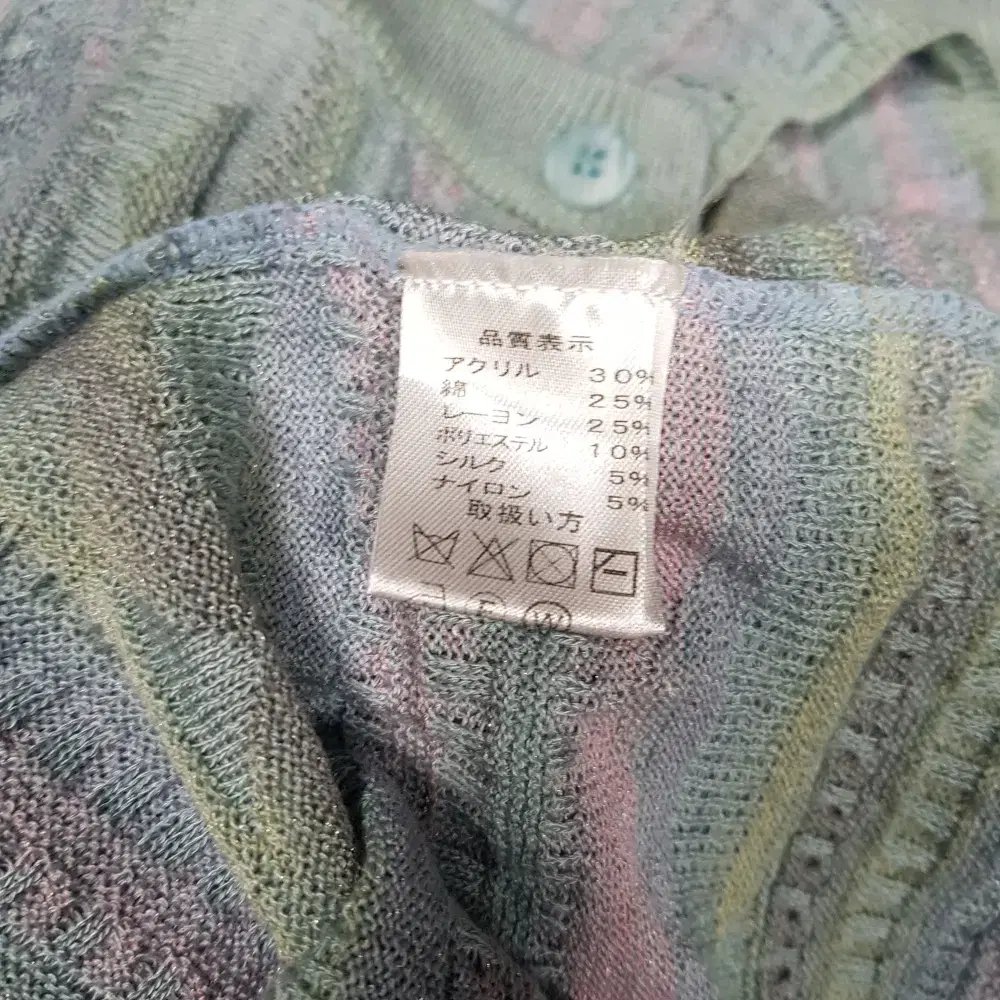 品質表示
アクリル 30%
綿 25%
レーヨン 25%
ポリエステル 10%
シルク 5%
ナイロン 5%
取扱い方